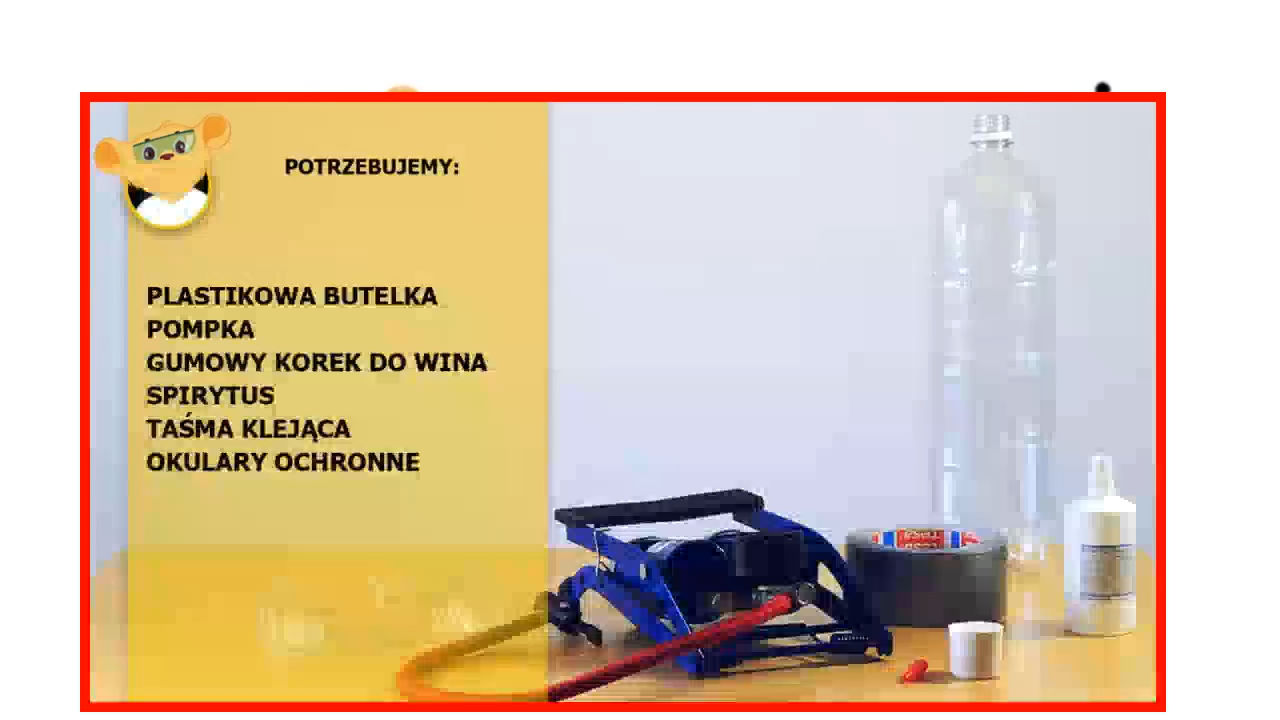 POTRZEBUJEMY:
PLASTIKOWA BUTELKA
POMPKA
GUMOWY KOREK DO WINA
SPIRYTUS
TAŚMA KLEJĄCA
OKULARY OCHRONNE